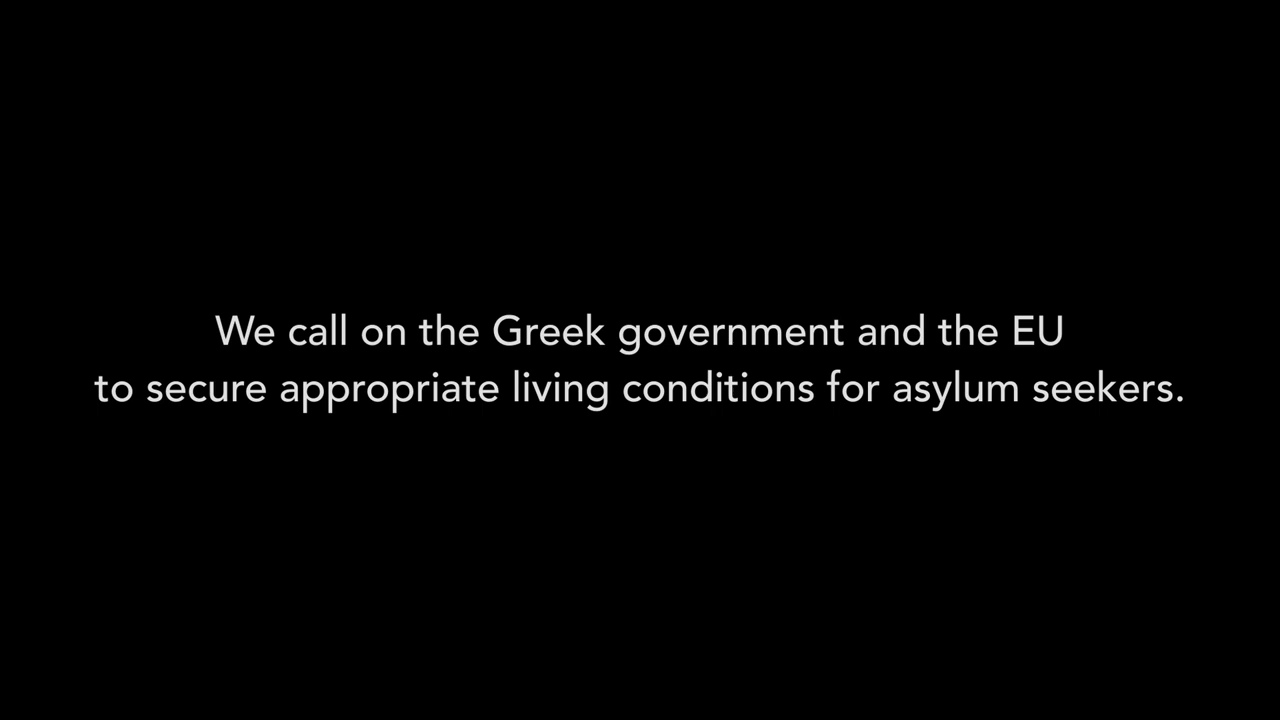 We call on the Greek government and the EU
to secure appropriate living conditions for asylum seekers.